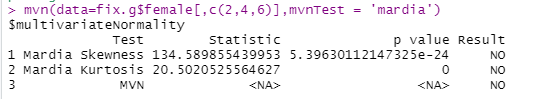 > mvn(data=fix.g$female[,c(2,4,6)],mvnTest = 'mardia')
$multivariateNormality
Test Statistic p value Result
1 Mardia Skewness 134.589855439953 5.39630112147325e-24 NO
2 Mardia Kurtosis 20.5020525564627 0 NO
3 MVN <NA> <NA> NO